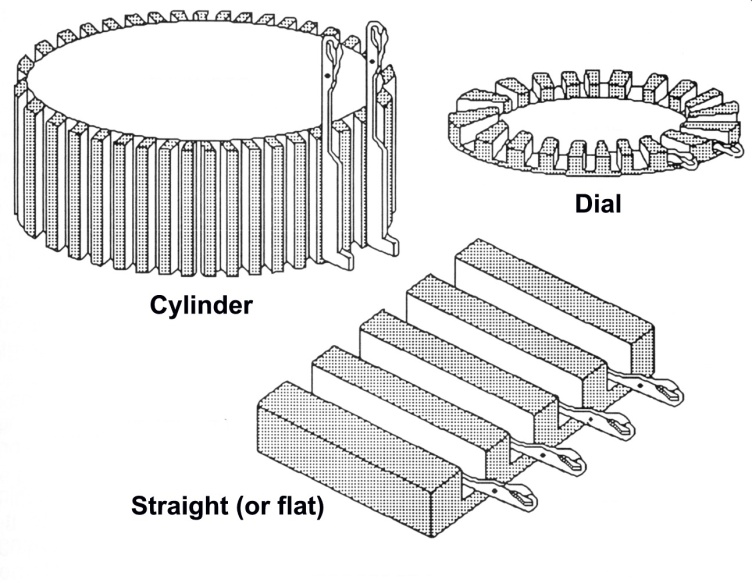 Dial
Cylinder
Straight (or flat)